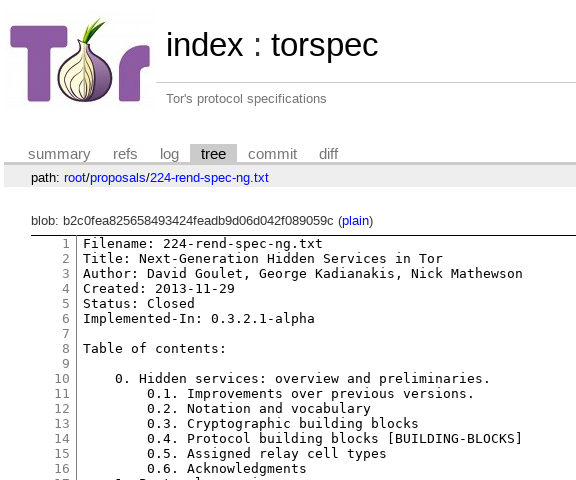 Tor
index : torspec
Tor's protocol specifications
summary refs log tree commit diff
path: root/proposals/224-rend-spec-ng.txt
blob: b2c0fea825658493424feadb9d06d042f089059c (plain)
1 Filename: 224-rend-spec-ng.txt
2 Title: Next-Generation Hidden Services in Tor
3 Author: David Goulet, George Kadianakis, Nick Mathewson
4 Created: 2013-11-29
5 Status: Closed
6 Implemented-In: 0.3.2.1-alpha
7
8 Table of contents:
9
10     0. Hidden services: overview and preliminaries.
11         0.1. Improvements over previous versions.
12         0.2. Notation and vocabulary
13         0.3. Cryptographic building blocks
14         0.4. Protocol building blocks [BUILDING-BLOCKS]
15         0.5. Assigned relay cell types
16         0.6. Acknowledgments